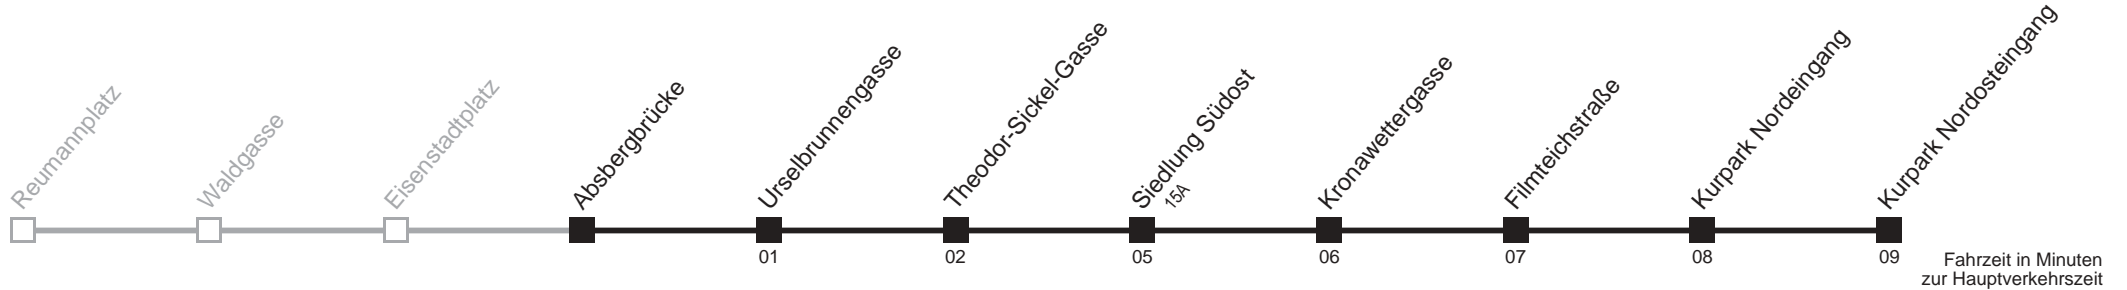 Reumannplatz
Waldgasse
Eisenstadtplatz
Absbergbrücke
Urselbrunnengasse
Theodor-Sickel-Gasse
Siedlung Südost
15A
Kronawettergasse
Filmteichstraße
Kurpark Nordeingang
Kurpark Nordosteingang
01
02
05
06
07
08
09
Fahrzeit in Minuten
zur Hauptverkehrszeit